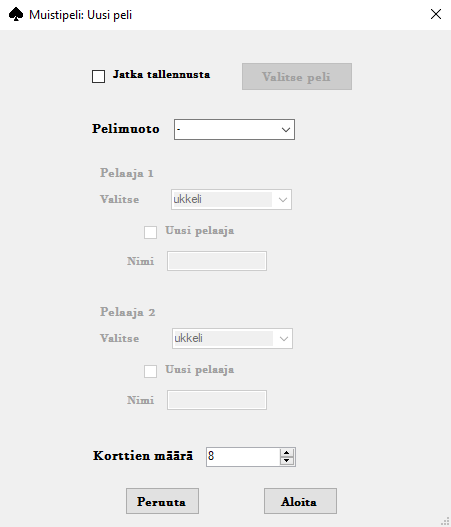 Muistipeli: Uusi peli
Jatka tallennusta Valitse peli
Pelimuoto -
Pelaaja 1
Valitse ukkeli
Uusi pelaaja
Nimi
Pelaaja 2
Valitse ukkeli
Uusi pelaaja
Nimi
Korttien määrä 8
Peruuta Aloita